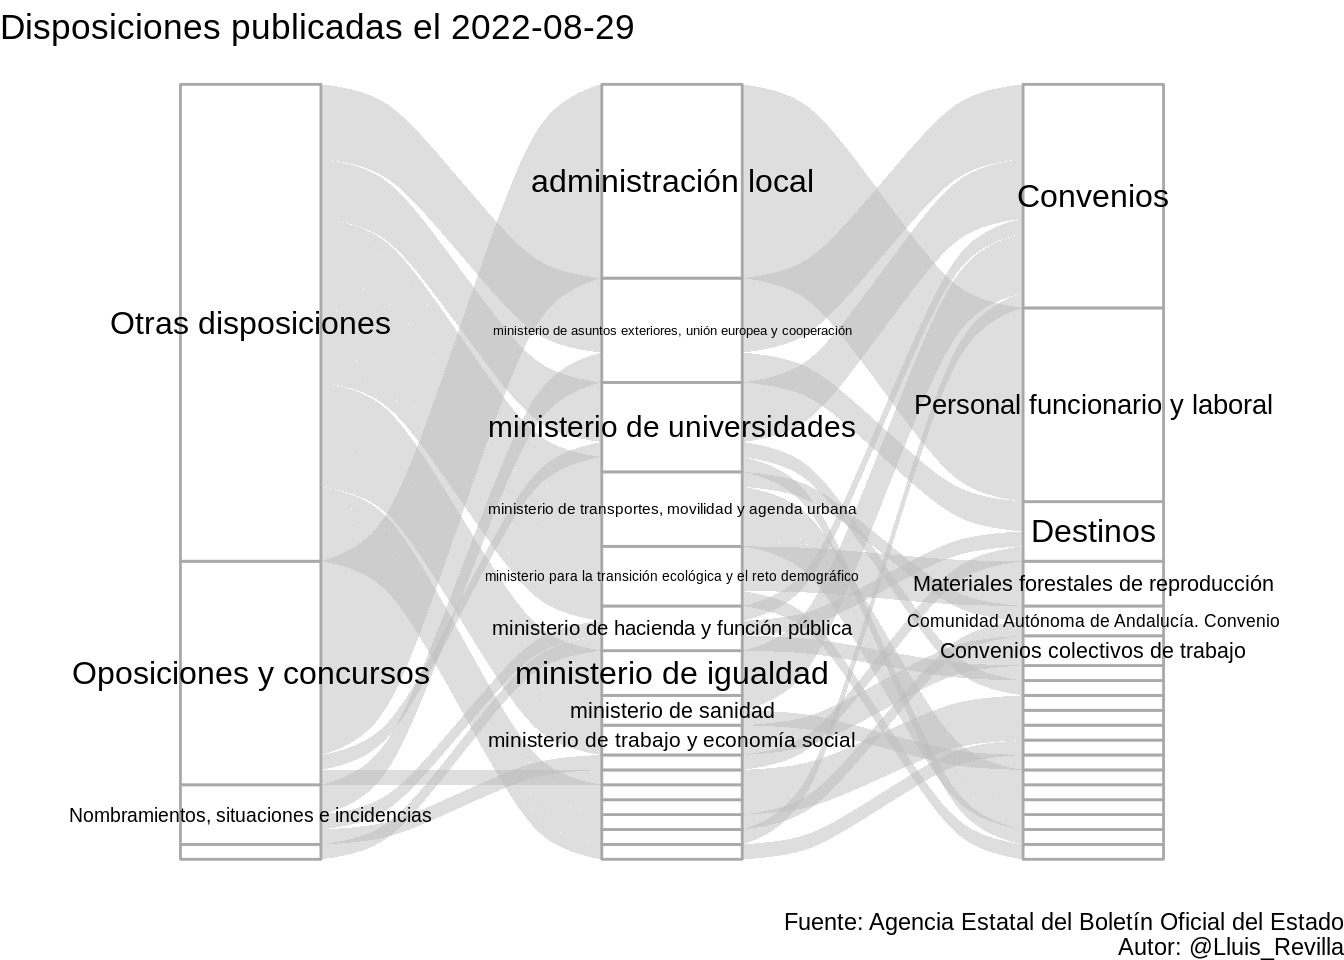 Disposiciones publicadas el 2022-08-29
Otras disposiciones
Oposiciones y concursos
Nombramientos, situaciones e incidencias
administración local
ministerio de asuntos exteriores, unión europea y cooperación
ministerio de universidades
ministerio de transportes, movilidad y agenda urbana
ministerio para la transición ecológica y el reto demográfico
ministerio de hacienda y función pública
ministerio de igualdad
ministerio de sanidad
ministerio de trabajo y economía social
Convenios
Personal funcionario y laboral
Destinos
Materiales forestales de reproducción
Comunidad Autónoma de Andalucía. Convenio
Convenios colectivos de trabajo
Fuente: Agencia Estatal del Boletín Oficial del Estado
Autor: @Lluis_Revilla